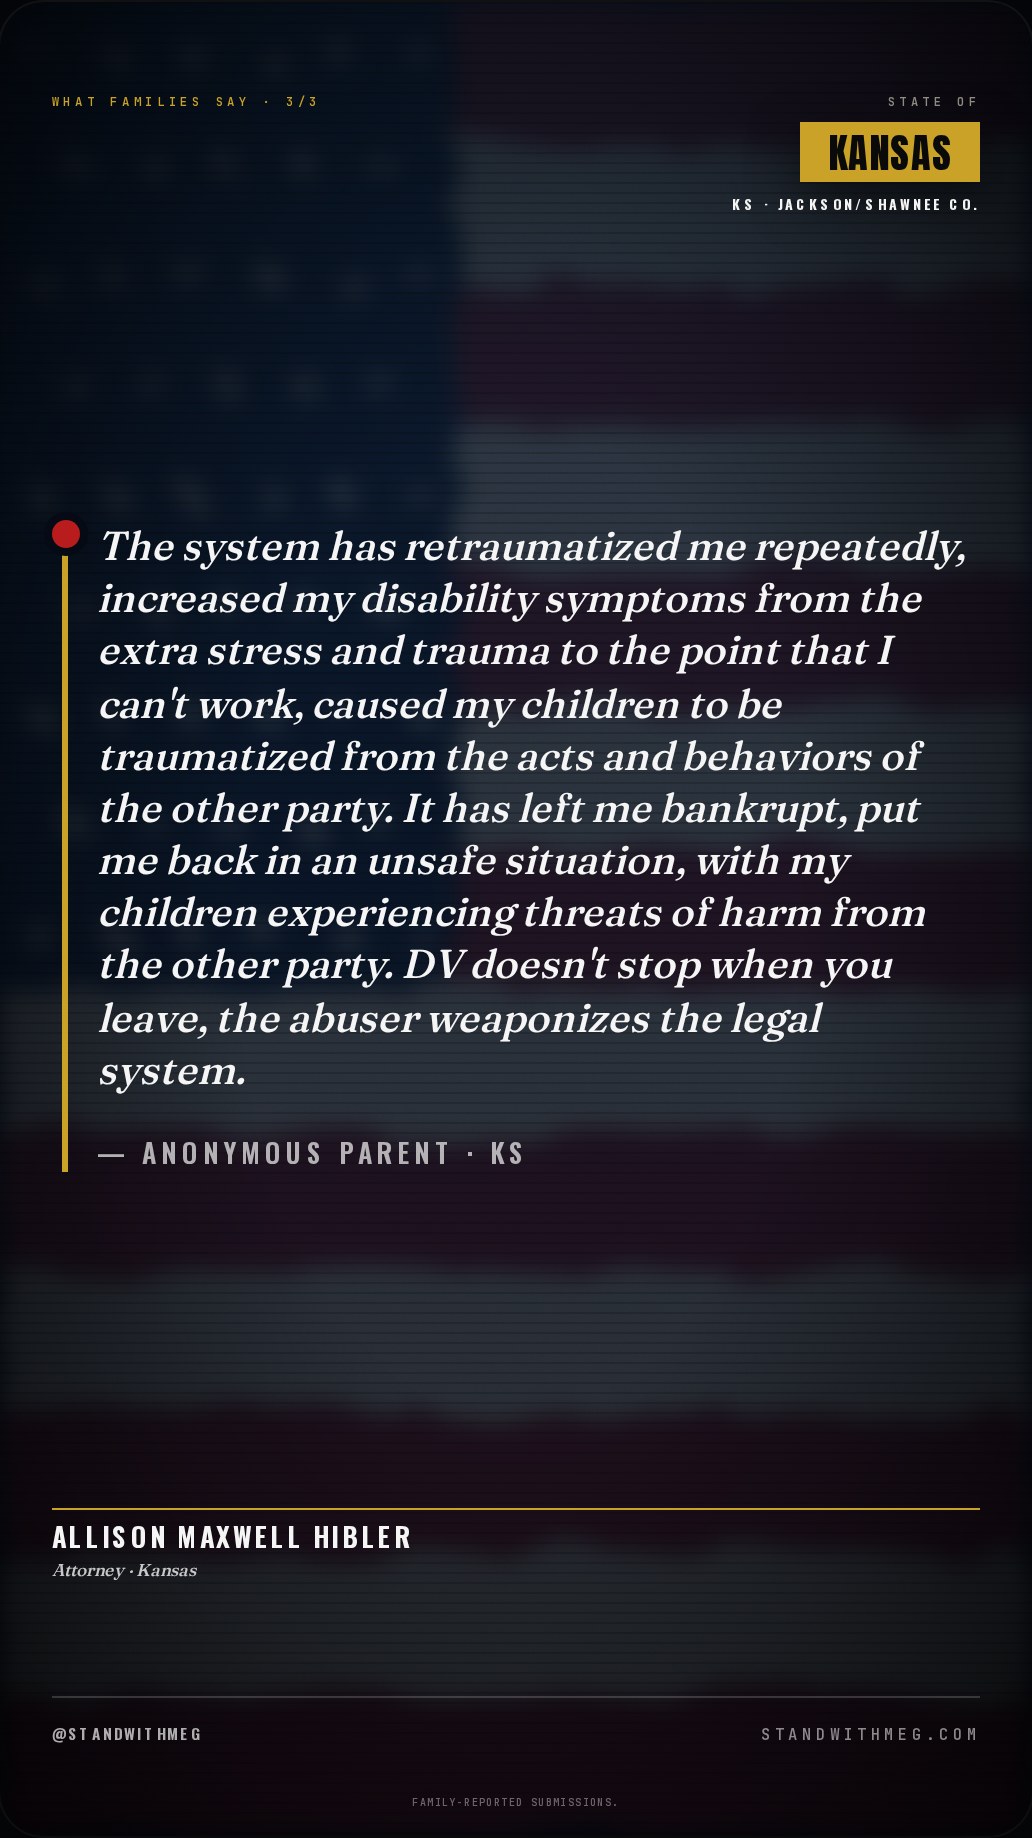 WHAT FAMILIES SAY · 3/3
STATE OF
KANSAS
KS · JACKSON/SHAWNEE CO.
The system has retraumatized me repeatedly,
increased my disability symptoms from the
extra stress and trauma to the point that I
can't work, caused my children to be
traumatized from the acts and behaviors of
the other party. It has left me bankrupt, put
me back in an unsafe situation, with my
children experiencing threats of harm from
the other party. DV doesn't stop when you
leave, the abuser weaponizes the legal
system.
— ANONYMOUS PARENT · KS
ALLISON MAXWELL HIBLER
Attorney · Kansas
@STANDWITHMEG
STANDWITHMEG.COM
FAMILY-REPORTED SUBMISSIONS.